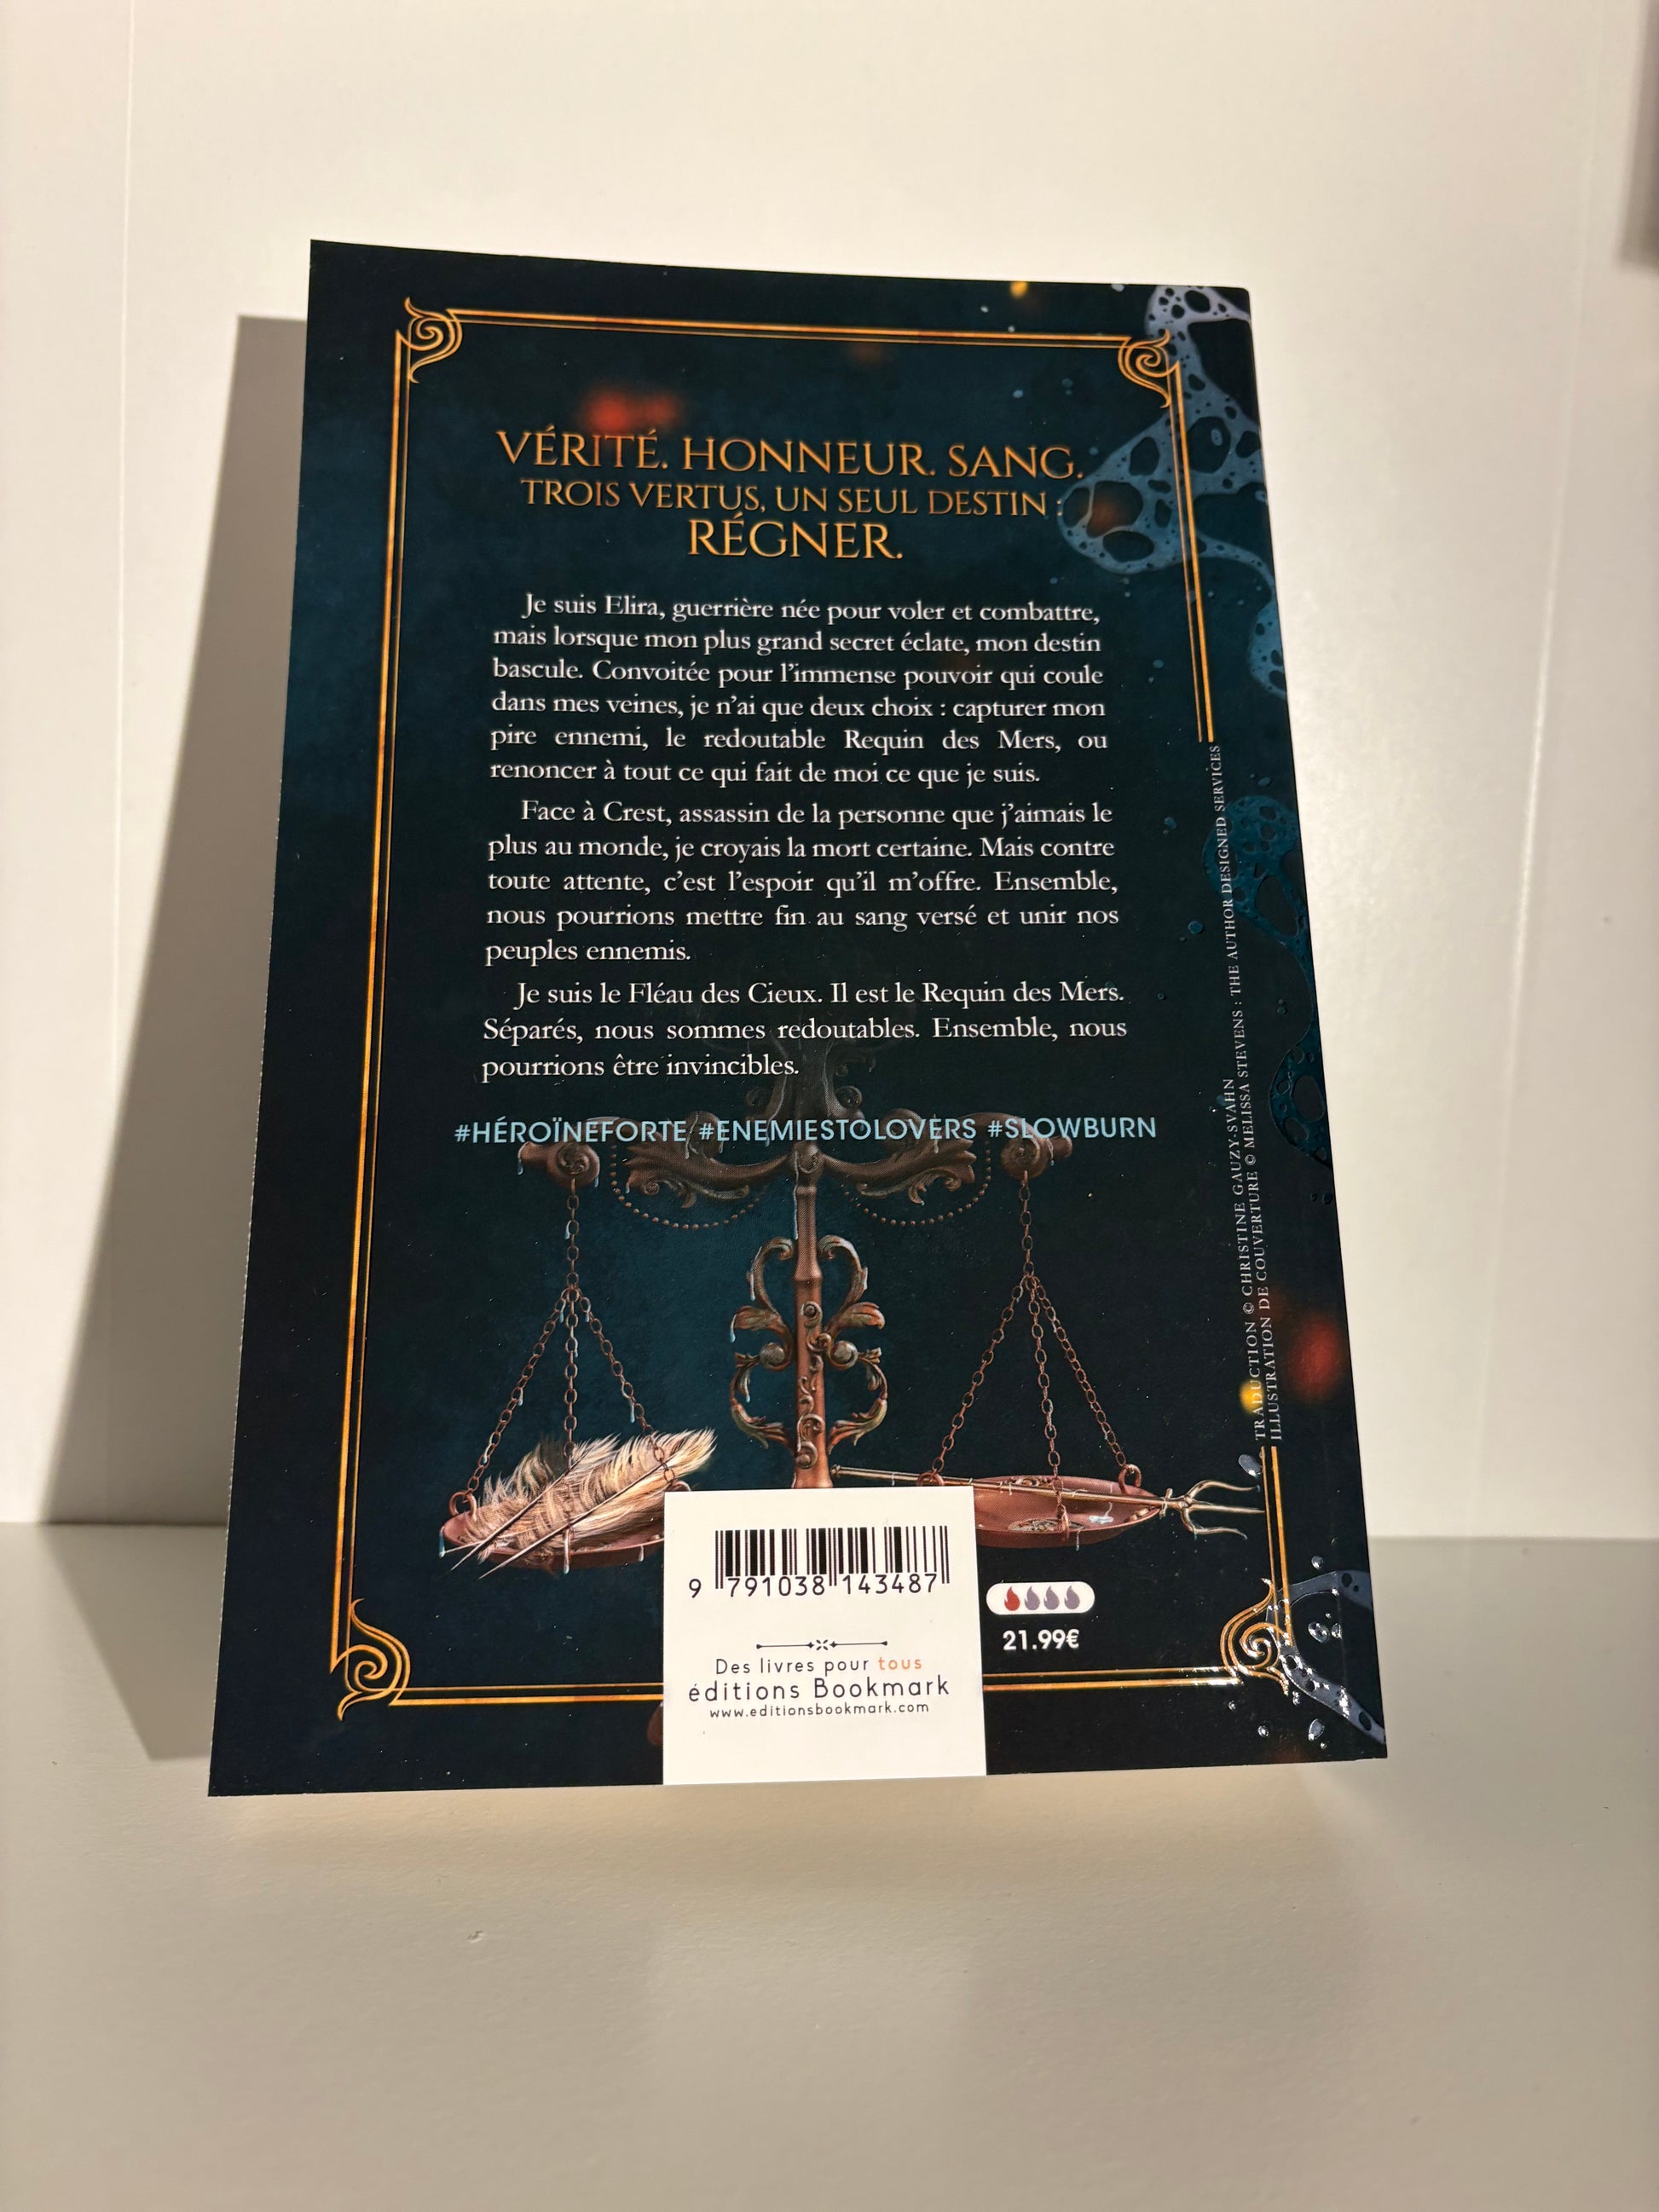 VÉRITÉ. HONNEUR. SANG.
TROIS VERTUS, UN SEUL DESTIN :
RÉGNER.
Je suis Elira, guerrière née pour voler et combattre,
mais lorsque mon plus grand secret éclate, mon destin
bascule. Convoitée pour l'immense pouvoir qui coule
dans mes veines, je n'ai que deux choix : capturer mon
pire ennemi, le redoutable Requin des Mers, ou
renoncer à tout ce qui fait de moi ce que je suis.
Face à Crest, assassin de la personne que j'aimais le
plus au monde, je croyais la mort certaine. Mais contre
toute attente, c'est l'espoir qu'il m'offre. Ensemble,
nous pourrions mettre fin au sang versé et unir nos
peuples ennemis.
Je suis le Fléau des Cieux. Il est le Requin des Mers.
Séparés, nous sommes redoutables. Ensemble, nous
pourrions être invincibles.
#HÉROÏNEFORTE #ENEMIESTOLOVERS #SLOWBURN
TRADUCTION © CHRISTINE GAUZY-SVAHN
ILLUSTRATION DE COUVERTURE © MELISSA STEVENS : THE AUTHOR DESIGNED SERVICES
9 791038 143487
21.99€
Des livres pour tous
éditions Bookmark
www.editionsbookmark.com